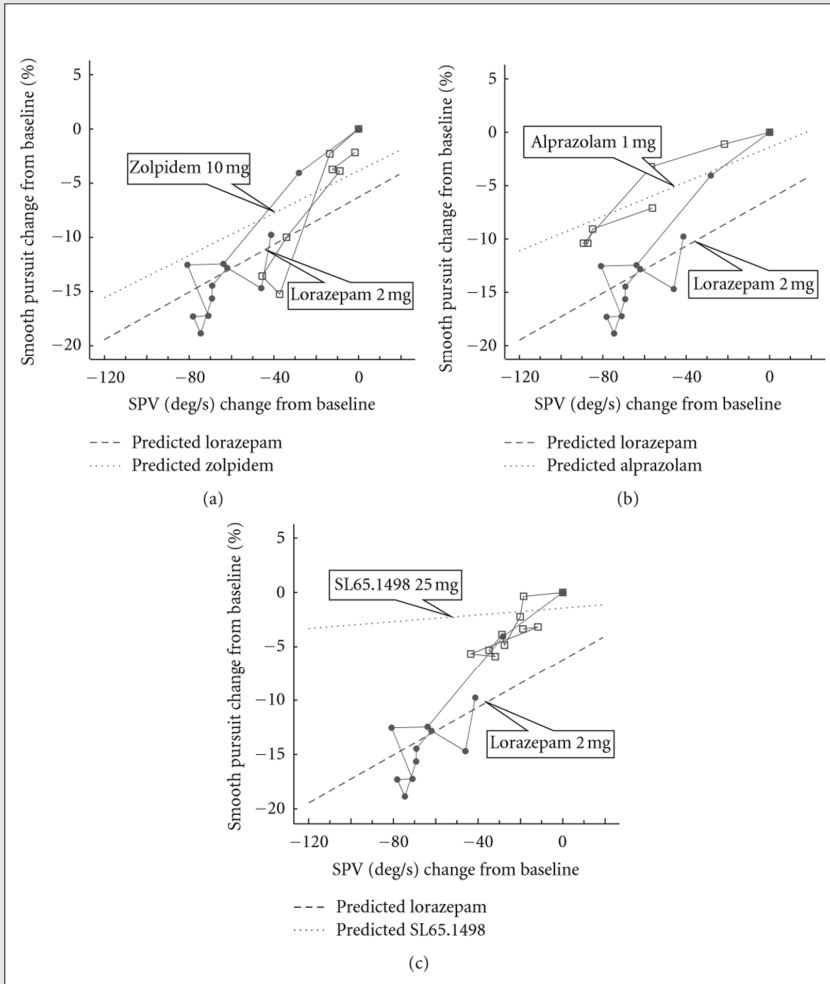 Smooth pursuit change from baseline (%)
5
0
−5
−10
−15
−20
Zolpidem 10 mg
Lorazepam 2 mg
−120
−80
−40
0
SPV (deg/s) change from baseline
Predicted lorazepam
Predicted zolpidem
(a)
Smooth pursuit change from baseline (%)
5
0
−5
−10
−15
−20
Alprazolam 1 mg
Lorazepam 2 mg
−120
−80
−40
0
SPV (deg/s) change from baseline
Predicted lorazepam
Predicted alprazolam
(b)
Smooth pursuit change from baseline (%)
5
0
−5
−10
−15
−20
SL65.1498 25 mg
Lorazepam 2 mg
−120
−80
−40
0
SPV (deg/s) change from baseline
Predicted lorazepam
Predicted SL65.1498
(c)